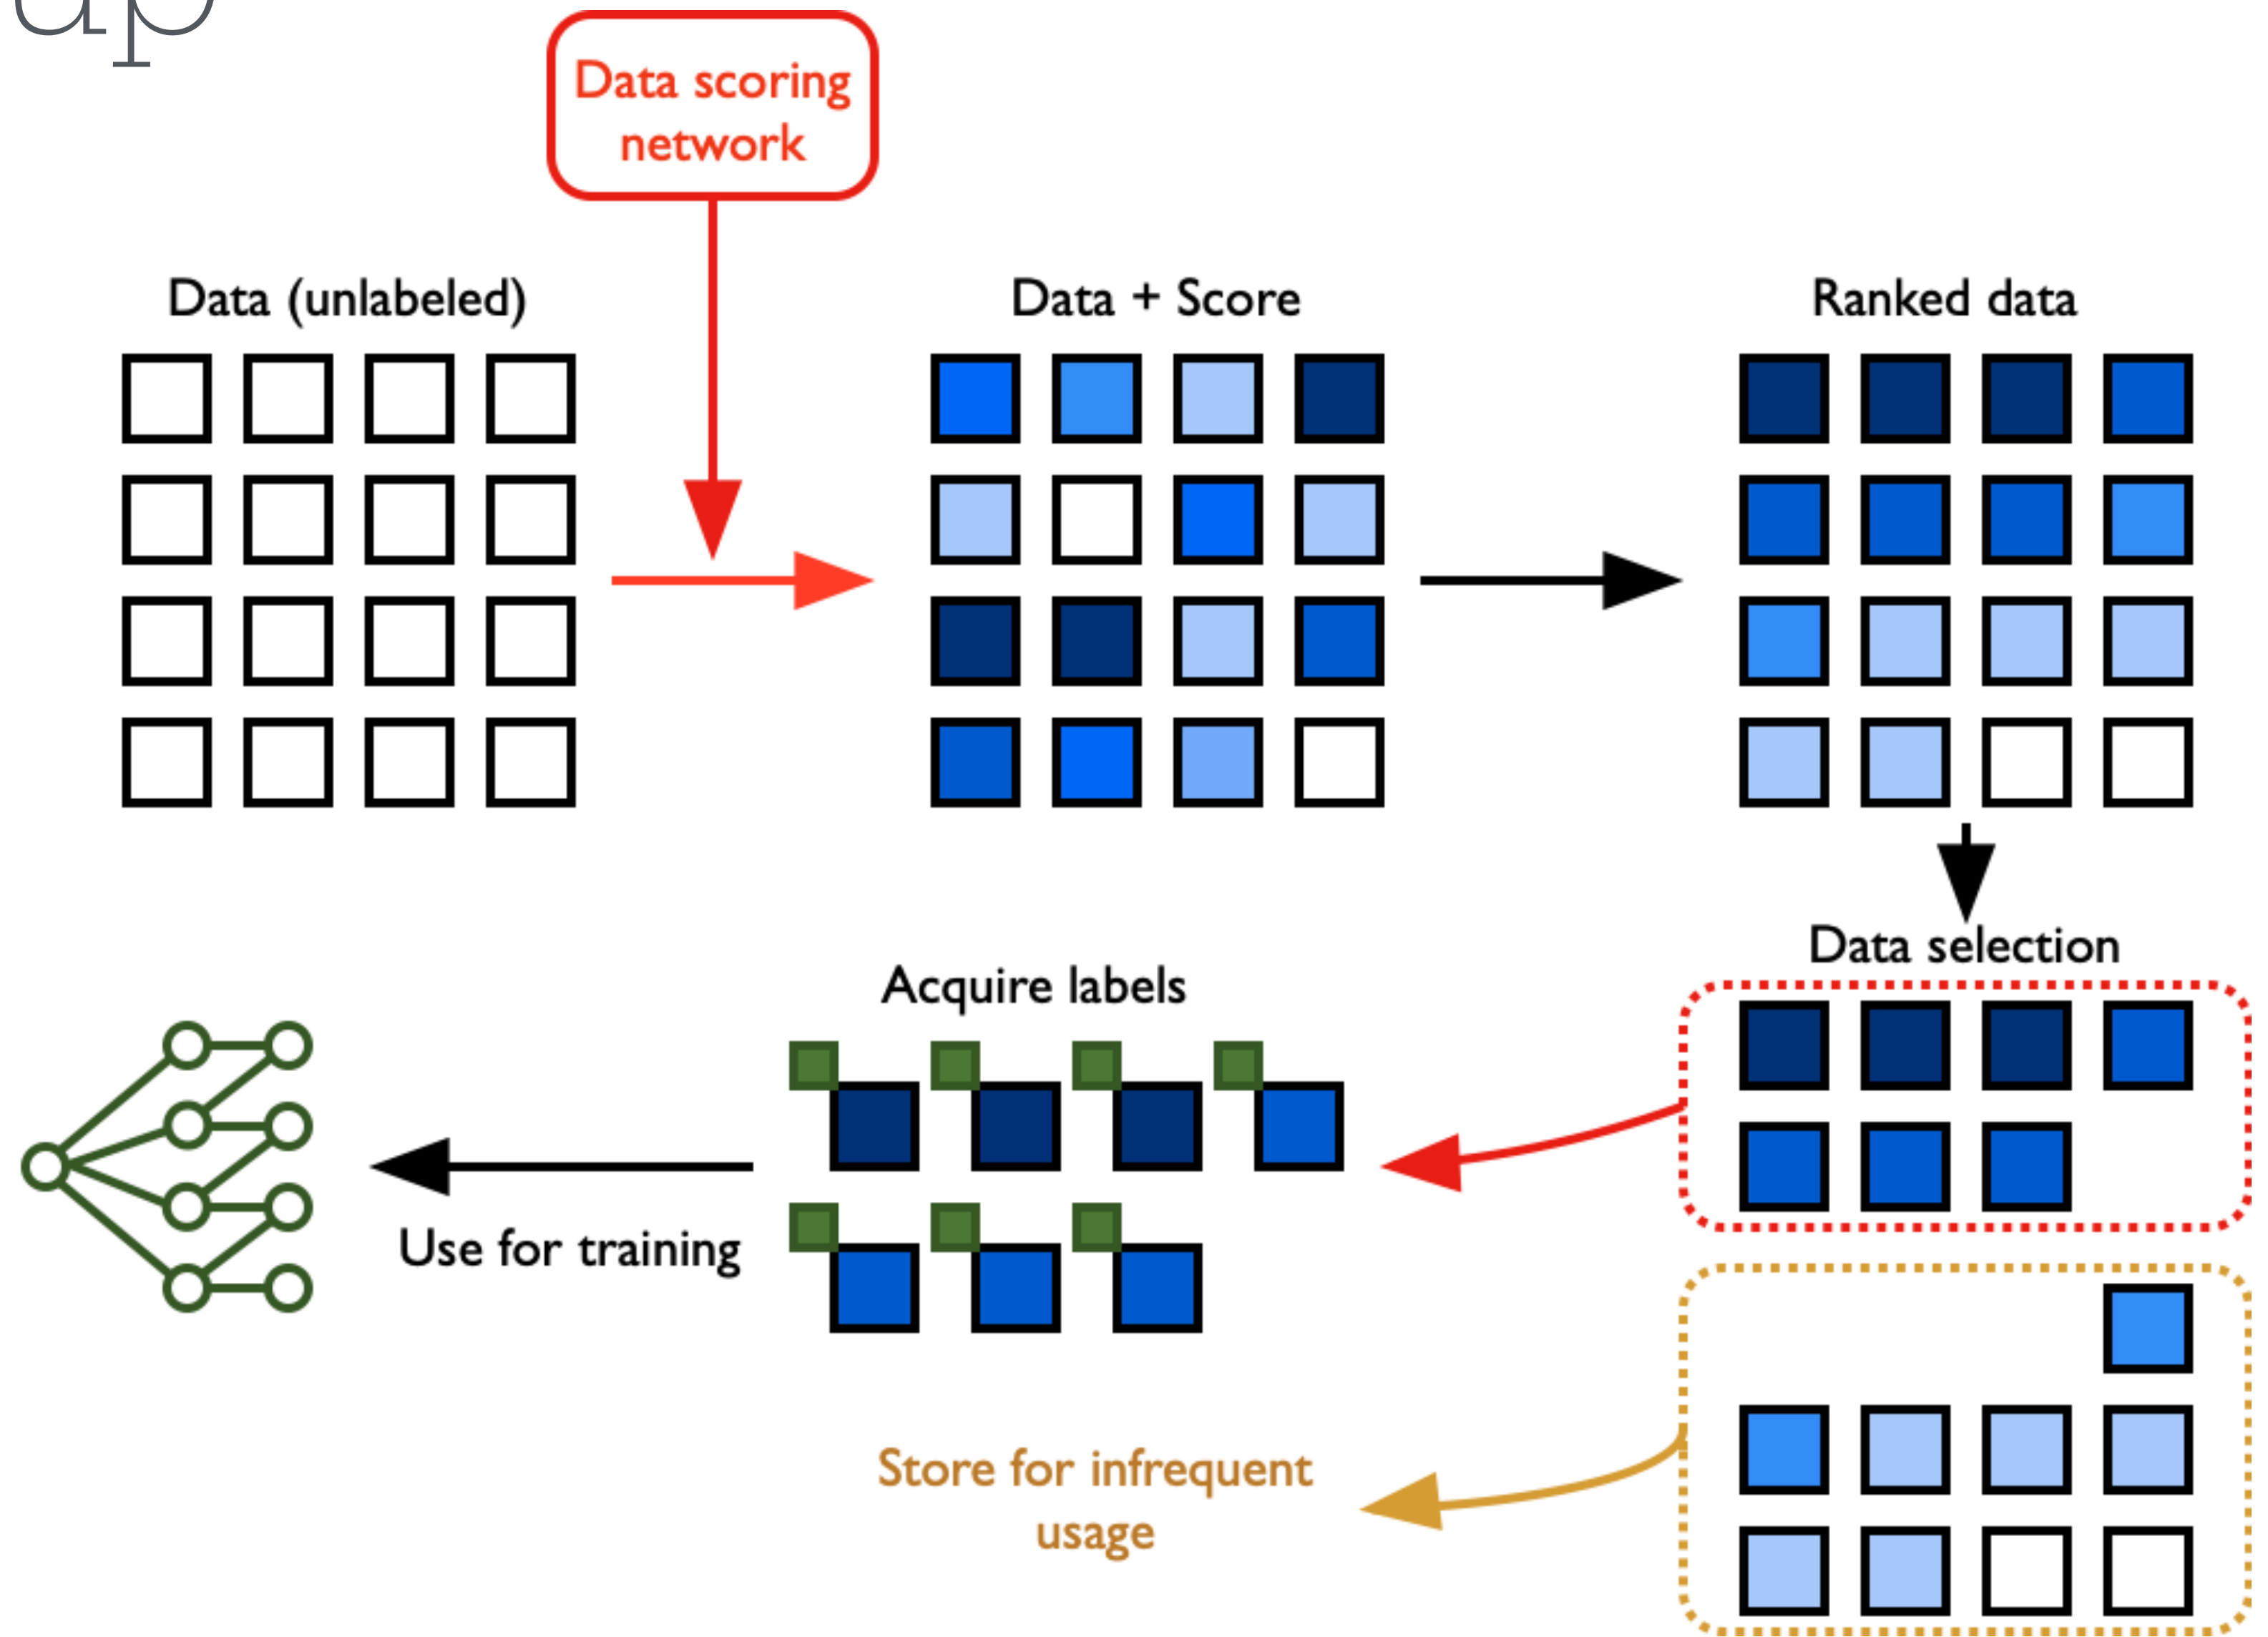 Data scoring
network
Data (unlabeled)
Data + Score
Ranked data
Data selection
Acquire labels
Use for training
Store for infrequent
usage